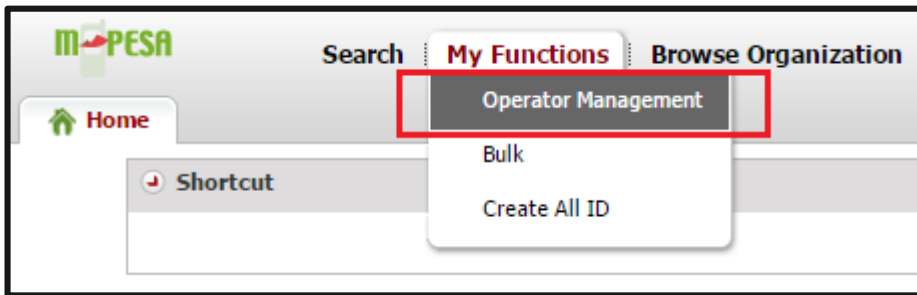 m-pesa
Search My Functions Browse Organization
Operator Management
Home
Bulk
Shortcut
Create All ID